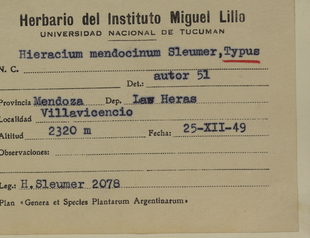 Herbario del Instituto Miguel Lillo
UNIVERSIDAD NACIONAL DE TUCUMAN
Hieracium mendocinum Sleumer, Typus
N. C.
Det.: autor 51
Provincia Mendoza Dep. Las Heras
Localidad Villavicencio
Altitud 2320 m Fecha: 25-XII-49
Observaciones:
Leg.: H.Sleumer 2078
Plan «Genera et Species Plantarum Argentinarum»